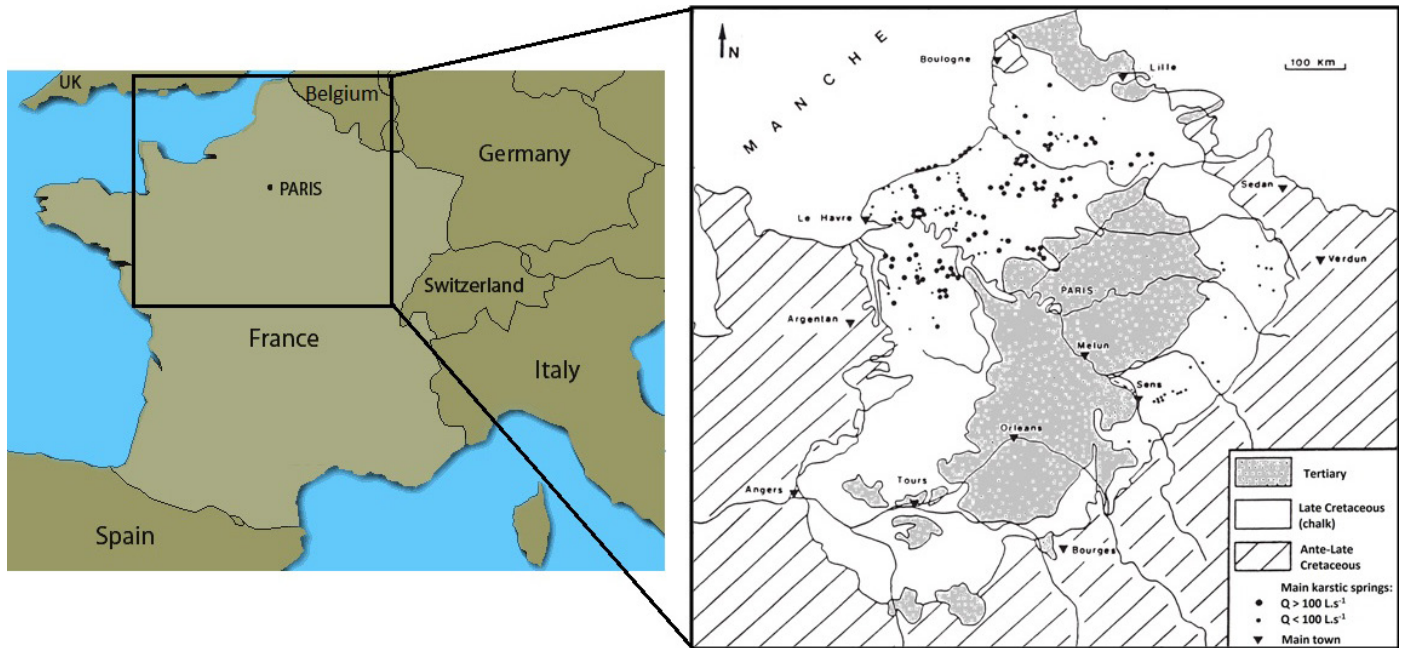 UK
Belgium
Germany
PARIS
Switzerland
France
Italy
Spain
N
MANCHE
Boulogne
Lille
100 Km
Sedan
Le Havre
Verdun
PARIS
Argentan
Melun
Sens
Orleans
Angers
Tours
Bourges
Tertiary
Late Cretaceous
(chalk)
Ante-Late
Cretaceous
Main karstic springs:
Q > 100 L.s⁻¹
Q < 100 L.s⁻¹
Main town